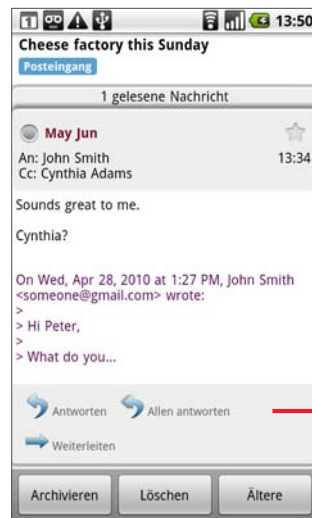 1 13:50
Cheese factory this Sunday
Posteingang
1 gelesene Nachricht
May Jun
An: John Smith 13:34
Cc: Cynthia Adams
Sounds great to me.
Cynthia?
On Wed, Apr 28, 2010 at 1:27 PM, John Smith
<someone@gmail.com> wrote:
>
> Hi Peter,
>
> What do you...
Antworten Allen antworten
Weiterleiten
Archivieren Löschen Ältere